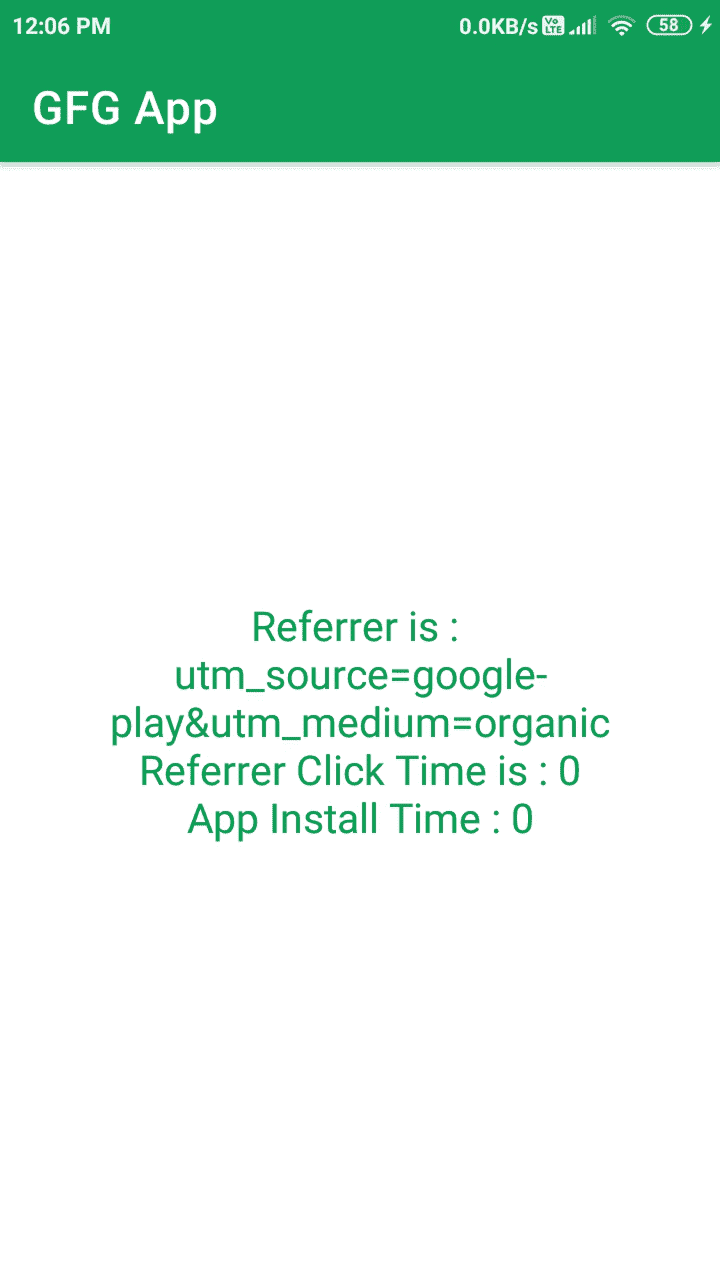 12:06 PM 0.0KB/s Vo LTE 58
GFG App
Referrer is :
utm_source=google-
play&utm_medium=organic
Referrer Click Time is : 0
App Install Time : 0